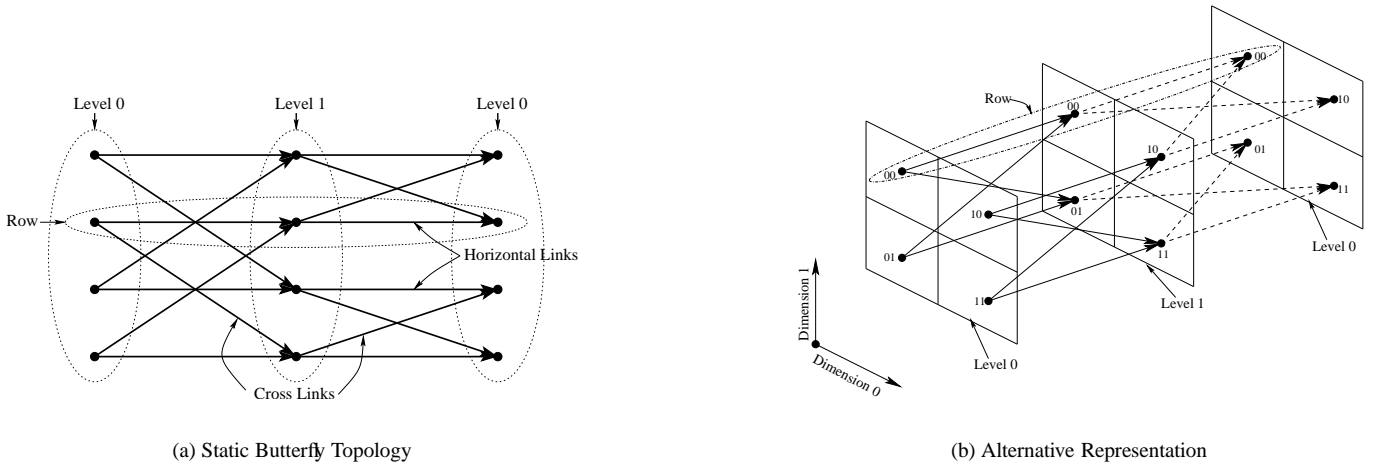 Level 0
Level 1
Level 0
Row
Horizontal Links
Cross Links
(a) Static Butterfly Topology
Row
00
10
01
11
00
10
01
11
00
10
01
11
Level 0
Level 1
Level 0
Dimension 1
Dimension 0
(b) Alternative Representation